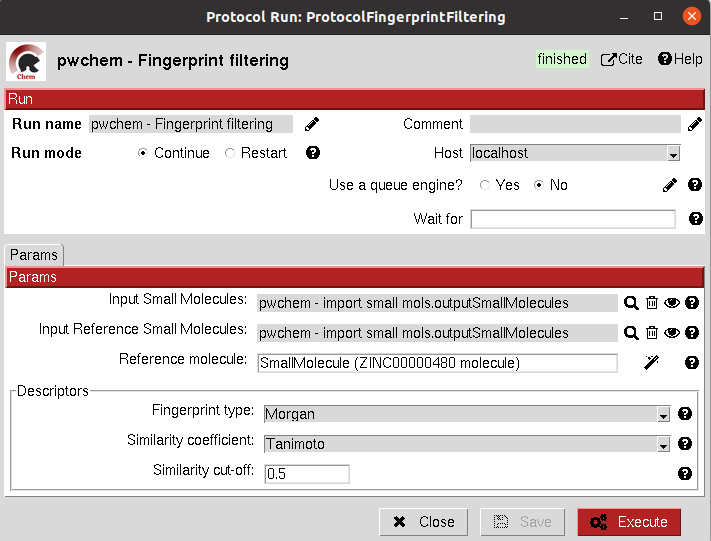 Protocol Run: ProtocolFingerprintFiltering
Chem
pwchem - Fingerprint filtering
finished Cite Help
Run
Run name pwchem - Fingerprint filtering Comment
Run mode Continue Restart Host localhost
Use a queue engine? Yes No
Wait for
Params
Params
Input Small Molecules: pwchem - import small mols.outputSmallMolecules
Input Reference Small Molecules: pwchem - import small mols.outputSmallMolecules
Reference molecule: SmallMolecule (ZINC00000480 molecule)
Descriptors
Fingerprint type: Morgan
Similarity coefficient: Tanimoto
Similarity cut-off: 0.5
Close Save Execute